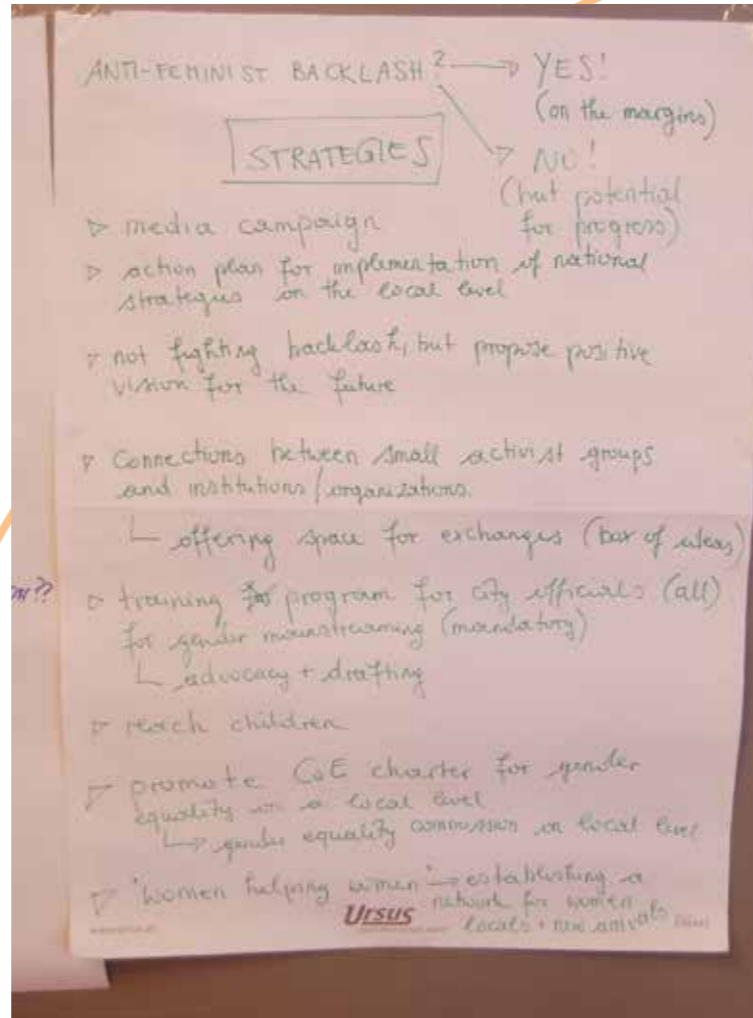 ANTI-FEMINIST BACKLASH? → YES!
(on the margins)
STRATEGIES
→ NO!
(but potential
for progress)
▷ media campaign
▷ action plan for implementation of national
strategies on the local level
▷ not fighting backlash, but propose positive
vision for the future
▷ Connections between small activist groups
and institutions/organizations.
└ offering space for exchanges (bar of ideas)
▷ training program for city officials (all)
for gender mainstreaming (mandatory)
└ advocacy + drafting
▷ reach children
▷ promote CoE charter for gender
equality on a local level
└→ gender equality commission on local level
▷ "women helping women" → establishing a
network for women
locals + new arrivals
Ursus
??